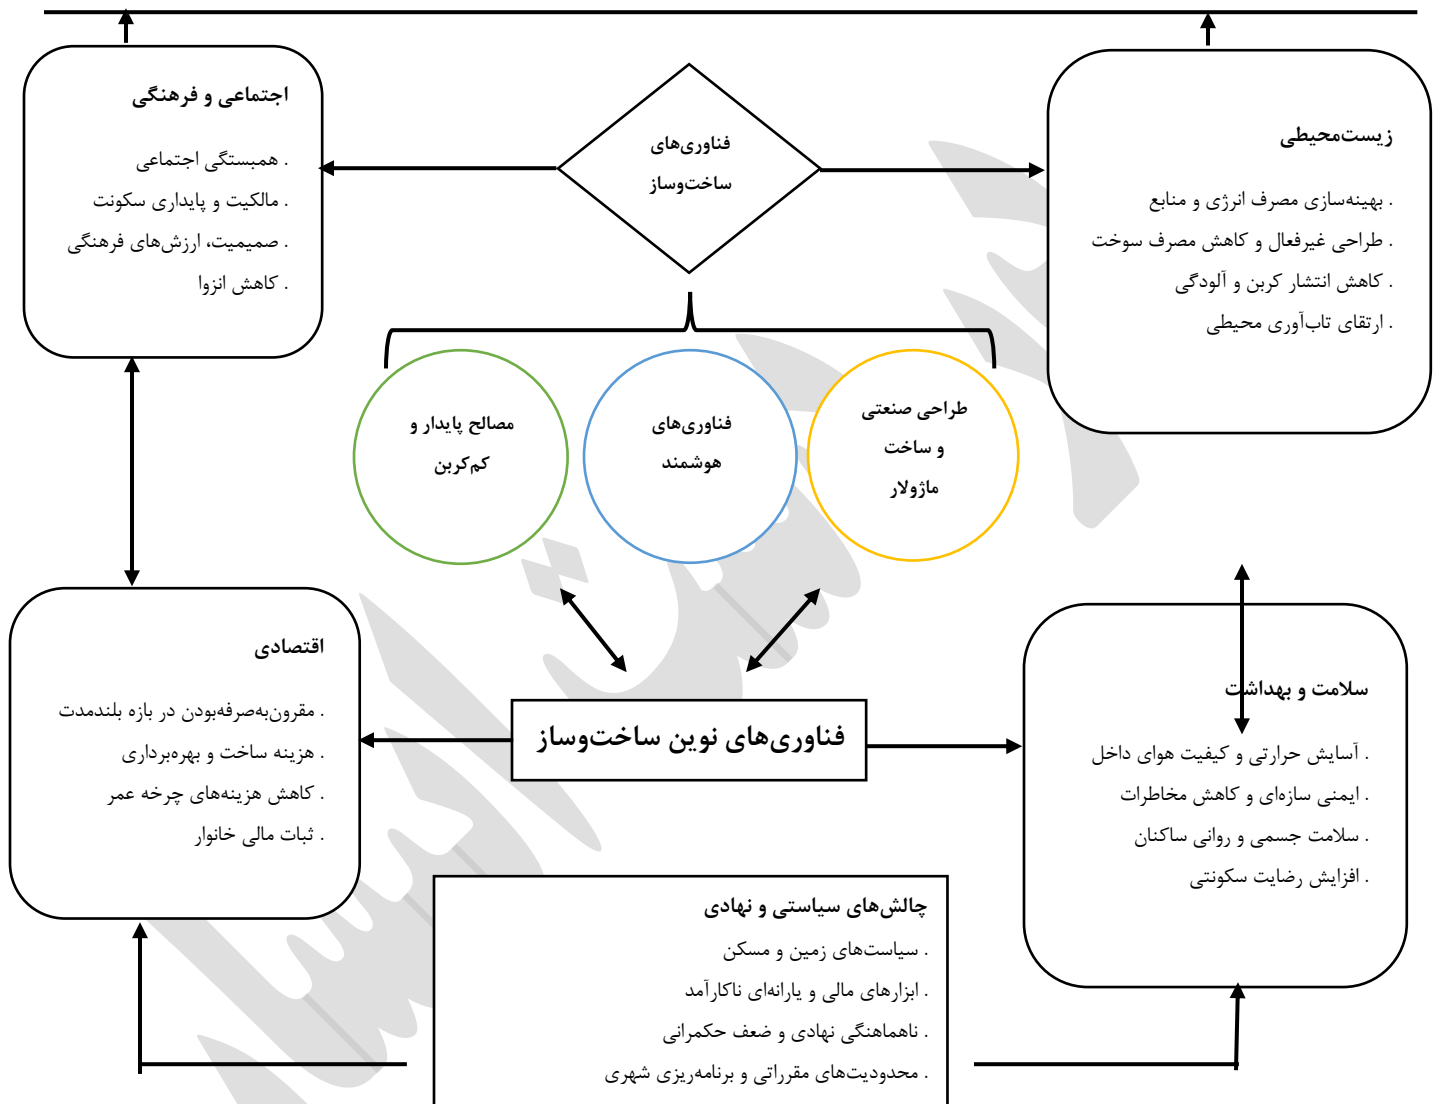 اجتماعی و فرهنگی
. همبستگی اجتماعی
. مالکیت و پایداری سکونت
. صمیمیت، ارزش‌های فرهنگی
. کاهش انزوا
فناوری‌های
ساخت‌وساز
زیست‌محیطی
. بهینه‌سازی مصرف انرژی و منابع
. طراحی غیرفعال و کاهش مصرف سوخت
. کاهش انتشار کربن و آلودگی
. ارتقای تاب‌آوری محیطی
طراحی صنعتی
و ساخت
ماژولار
فناوری‌های
هوشمند
مصالح پایدار و
کم‌کربن
اقتصادی
. مقرون‌به‌صرفه‌بودن در بازه بلندمدت
. هزینه ساخت و بهره‌برداری
. کاهش هزینه‌های چرخه عمر
. ثبات مالی خانوار
فناوری‌های نوین ساخت‌وساز
سلامت و بهداشت
. آسایش حرارتی و کیفیت هوای داخل
. ایمنی سازه‌ای و کاهش مخاطرات
. سلامت جسمی و روانی ساکنان
. افزایش رضایت سکونتی
چالش‌های سیاستی و نهادی
. سیاست‌های زمین و مسکن
. ابزارهای مالی و یارانه‌ای ناکارآمد
. ناهماهنگی نهادی و ضعف حکمرانی
. محدودیت‌های مقرراتی و برنامه‌ریزی شهری